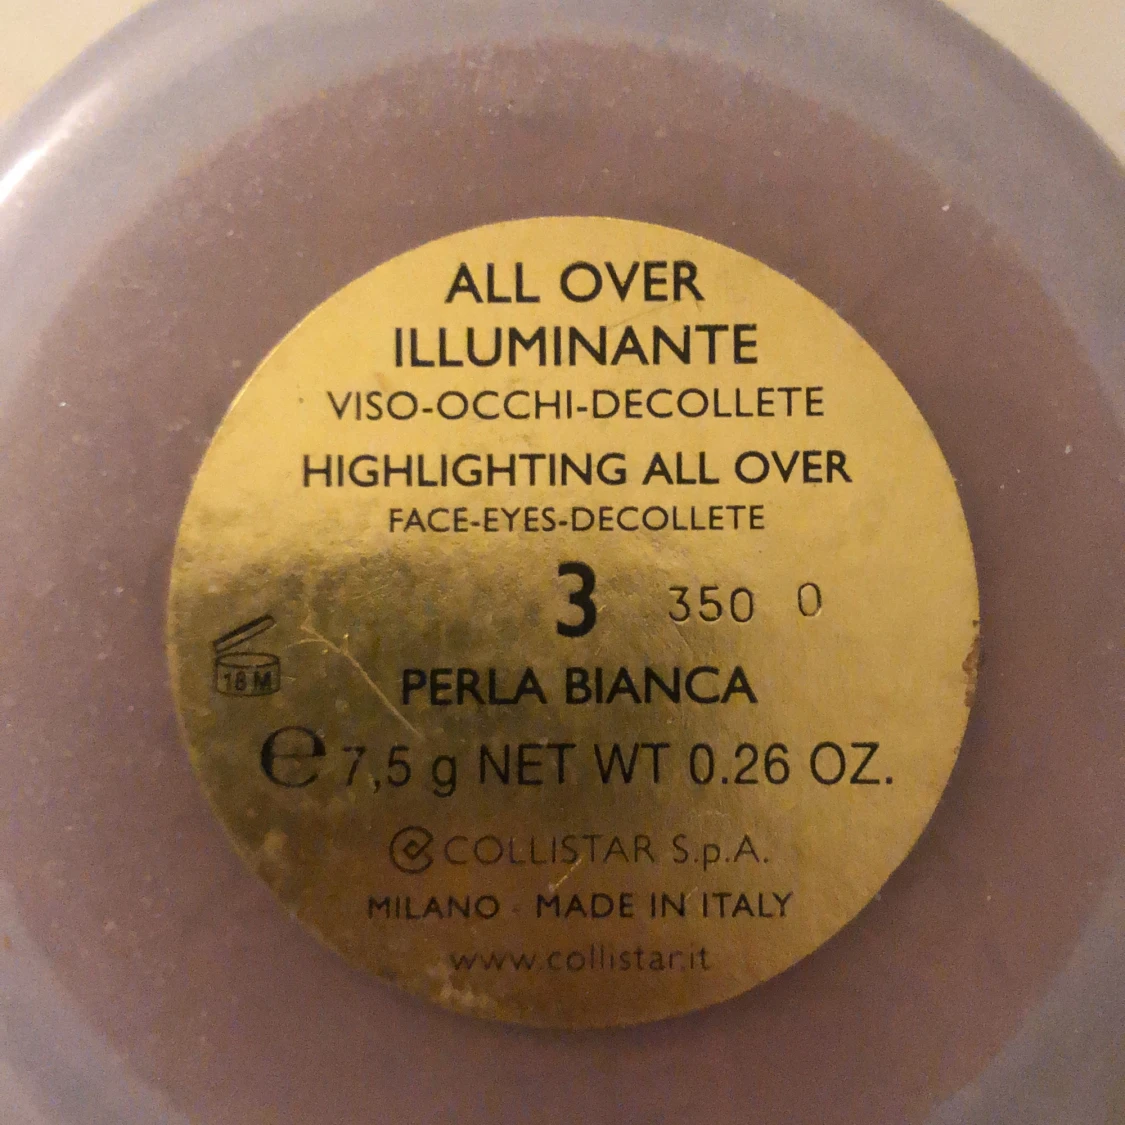 ALL OVER
ILLUMINANTE
VISO-OCCHI-DECOLLETE
HIGHLIGHTING ALL OVER
FACE-EYES-DECOLLETE
3 350 0
18 M
PERLA BIANCA
e 7,5 g NET WT 0.26 OZ.
COLLISTAR S.p.A.
MILANO - MADE IN ITALY
www.collistar.it